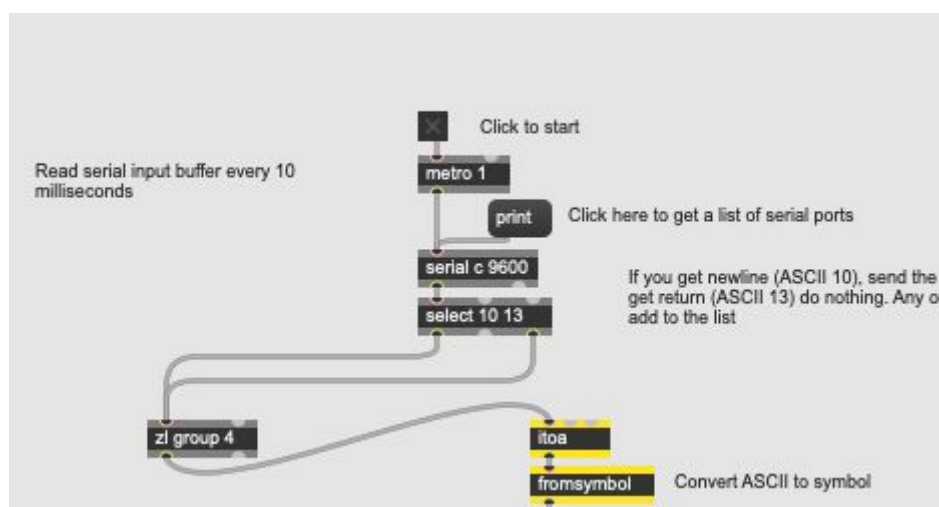 Click to start
Read serial input buffer every 10
milliseconds
metro 1
print
Click here to get a list of serial ports
serial c 9600
If you get newline (ASCII 10), send the
get return (ASCII 13) do nothing. Any o
add to the list
select 10 13
zl group 4
itoa
fromsymbol
Convert ASCII to symbol